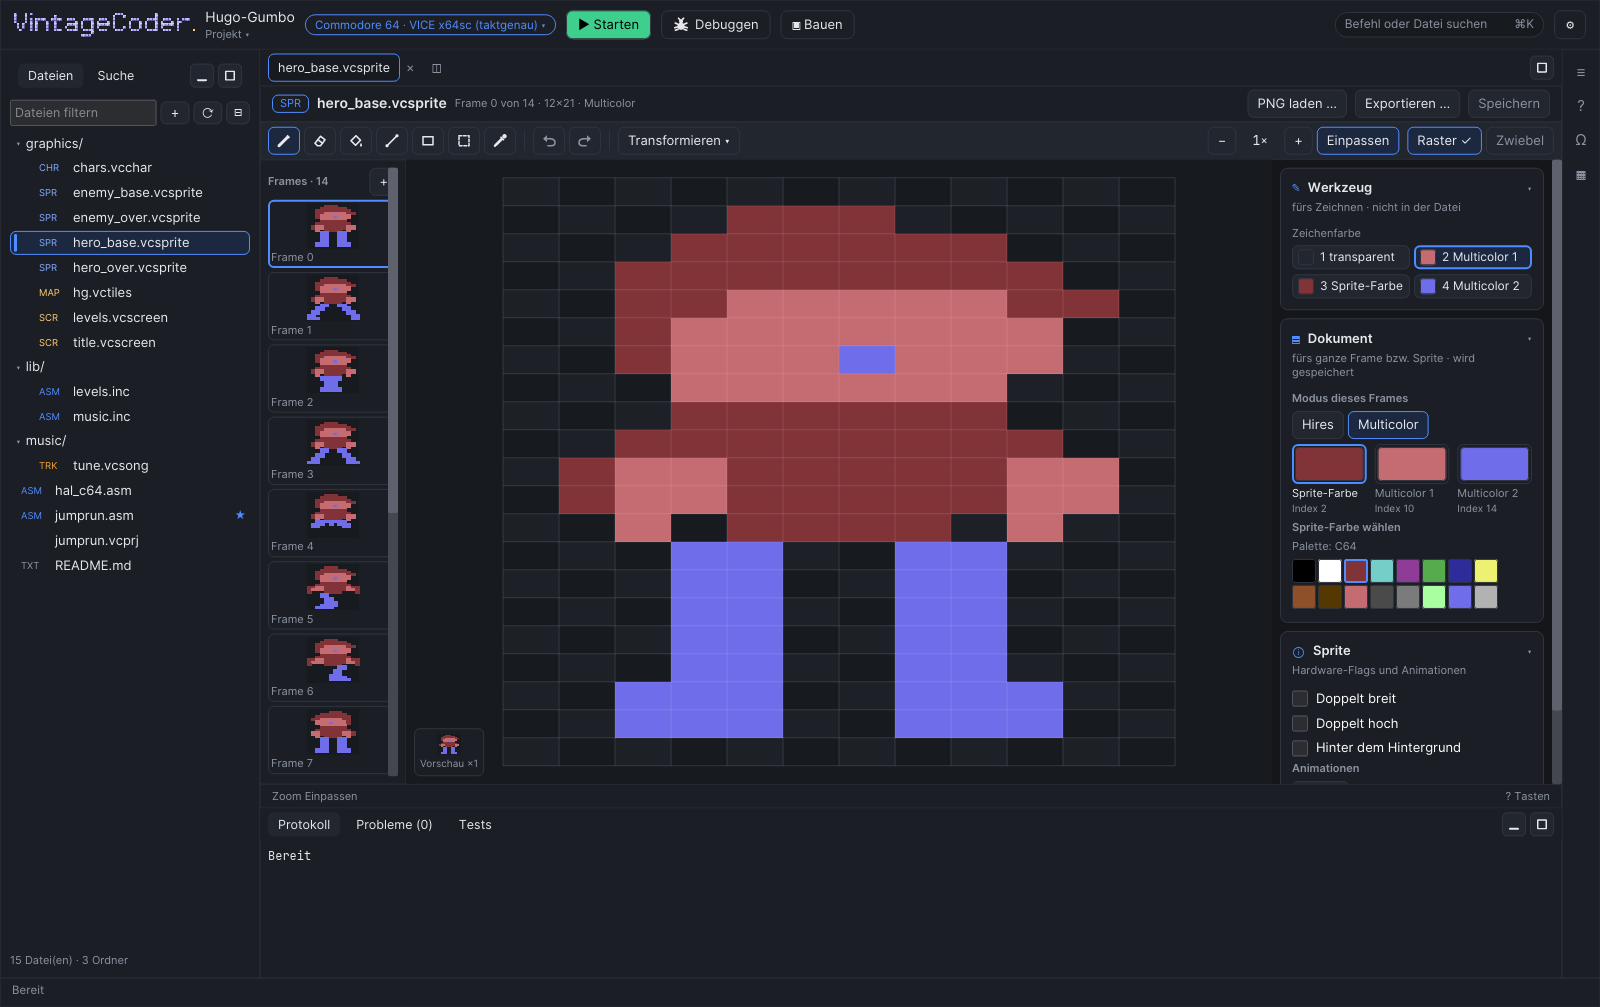 VintageCoder.
Hugo-Gumbo
Projekt
Commodore 64 · VICE x64sc (taktgenau)
Starten
Debuggen
Bauen
Befehl oder Datei suchen ⌘K
Dateien
Suche
hero_base.vcsprite ×
SPR hero_base.vcsprite Frame 0 von 14 · 12×21 · Multicolor
PNG laden ...
Exportieren ...
Speichern
Dateien filtern
+
Transformieren
− 1× +
Einpassen
Raster ✓
Zwiebel
graphics/
CHR chars.vcchar
SPR enemy_base.vcsprite
SPR enemy_over.vcsprite
SPR hero_base.vcsprite
SPR hero_over.vcsprite
MAP hg.vctiles
SCR levels.vcscreen
SCR title.vcscreen
lib/
ASM levels.inc
ASM music.inc
music/
TRK tune.vcsong
ASM hal_c64.asm
ASM jumprun.asm ★
jumprun.vcprj
TXT README.md
15 Datei(en) · 3 Ordner
Frames · 14 +
Frame 0
Frame 1
Frame 2
Frame 3
Frame 4
Frame 5
Frame 6
Frame 7
Vorschau ×1
Werkzeug
fürs Zeichnen · nicht in der Datei
Zeichenfarbe
1 transparent
2 Multicolor 1
3 Sprite-Farbe
4 Multicolor 2
Dokument
fürs ganze Frame bzw. Sprite · wird
gespeichert
Modus dieses Frames
Hires
Multicolor
Sprite-Farbe
Index 2
Multicolor 1
Index 10
Multicolor 2
Index 14
Sprite-Farbe wählen
Palette: C64
Sprite
Hardware-Flags und Animationen
Doppelt breit
Doppelt hoch
Hinter dem Hintergrund
Animationen
? 
Ω
Zoom Einpassen
? Tasten
Protokoll
Probleme (0)
Tests
Bereit
Bereit